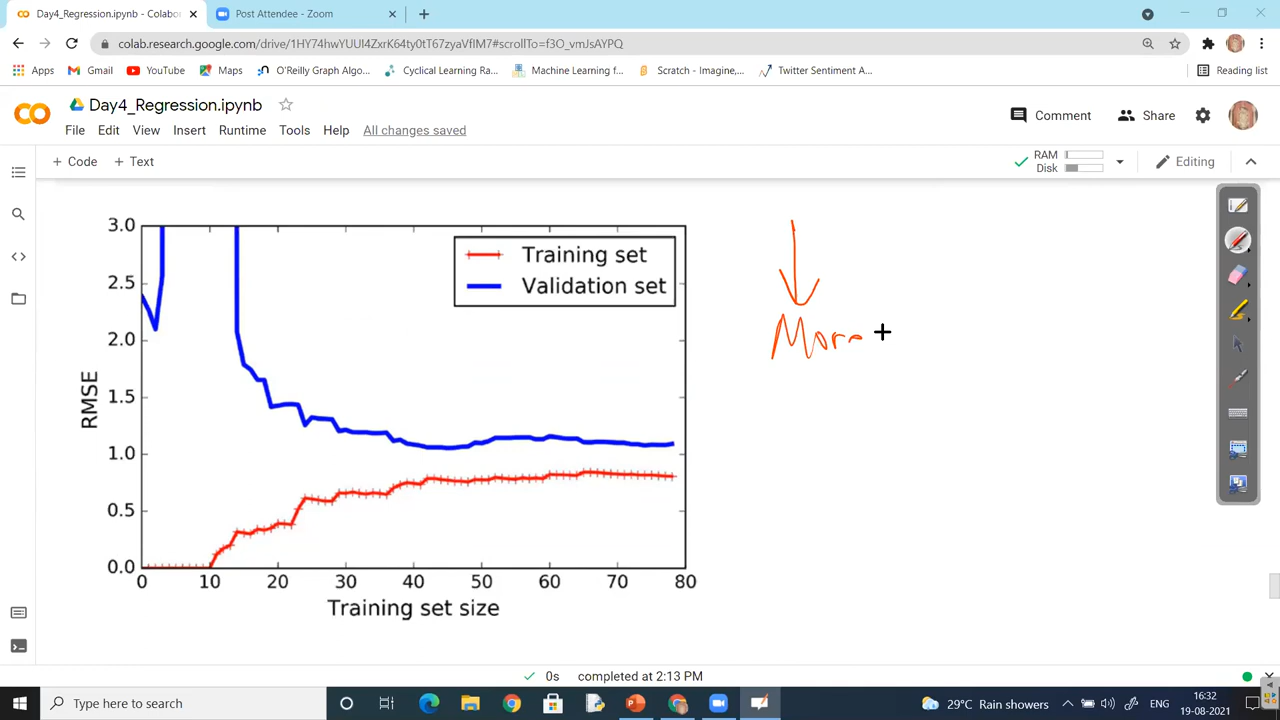 Day4_Regression.ipynb - Colabo
Post Attendee - Zoom
colab.research.google.com/drive/1HY74hwYUUl4ZxrK64ty0tT67zyaVflM7#scrollTo=f3O_vmJsAYPQ
Apps Gmail YouTube Maps O'Reilly Graph Algo... Cyclical Learning Ra... Machine Learning f... Scratch - Imagine,... Twitter Sentiment A... Reading list
Day4_Regression.ipynb
Comment Share
File Edit View Insert Runtime Tools Help All changes saved
+ Code + Text
RAM
Disk
Editing
3.0
2.5
2.0
1.5
1.0
0.5
0.0
RMSE
Training set
Validation set
0 10 20 30 40 50 60 70 80
Training set size
More
0s completed at 2:13 PM
Type here to search
29°C Rain showers
ENG
16:32
19-08-2021